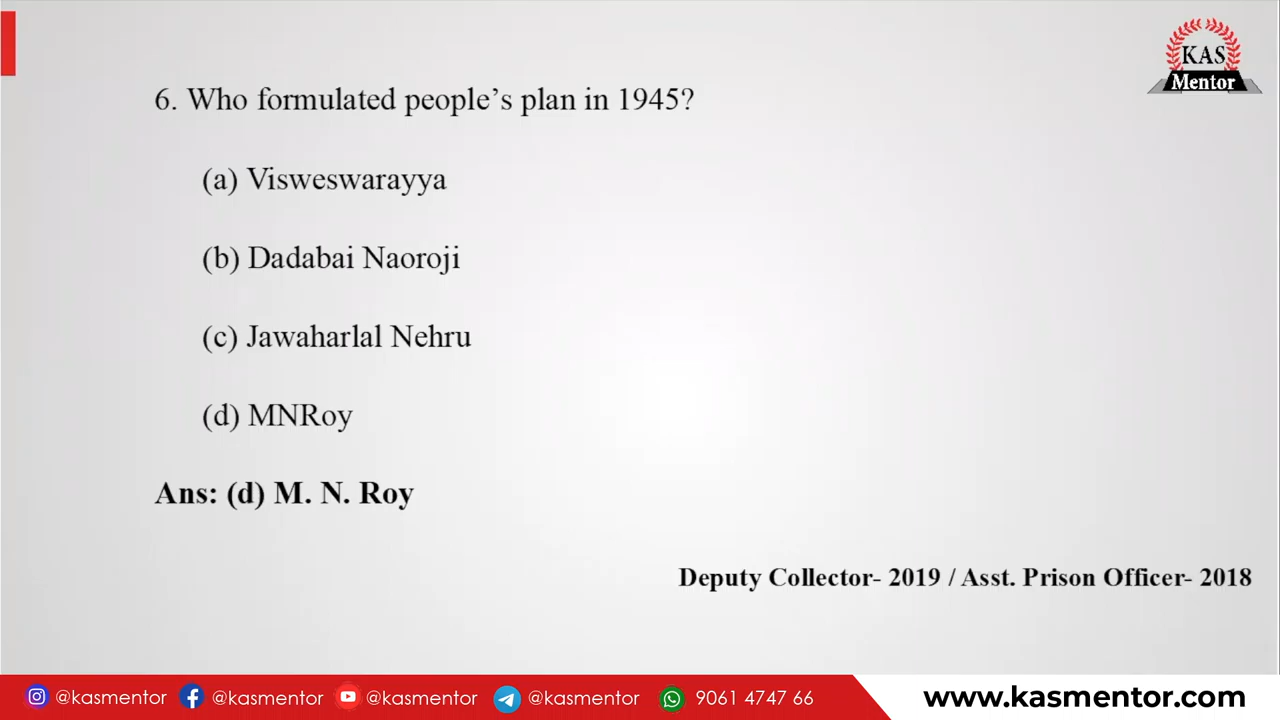 KAS
Mentor
6. Who formulated people’s plan in 1945?
(a) Visweswarayya
(b) Dadabai Naoroji
(c) Jawaharlal Nehru
(d) MNRoy
Ans: (d) M. N. Roy
Deputy Collector- 2019 / Asst. Prison Officer- 2018
@kasmentor @kasmentor @kasmentor @kasmentor 9061 4747 66 www.kasmentor.com